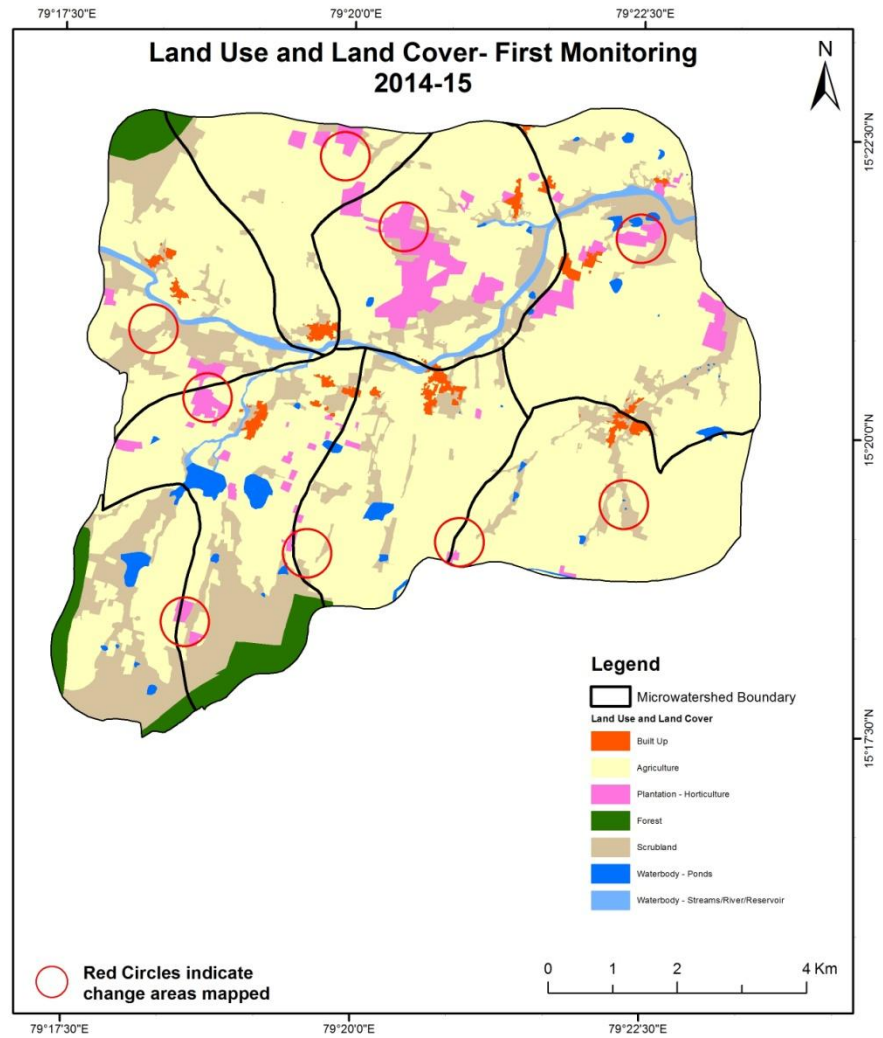 79°17'30"E
79°20'0"E
79°22'30"E
Land Use and Land Cover- First Monitoring
2014-15
N
15°22'30"N
15°20'0"N
15°17'30"N
Legend
Microwatershed Boundary
Land Use and Land Cover
Built Up
Agriculture
Plantation - Horticulture
Forest
Scrubland
Waterbody - Ponds
Waterbody - Streams/River/Reservoir
Red Circles indicate
change areas mapped
0 1 2 4 Km
79°17'30"E
79°20'0"E
79°22'30"E